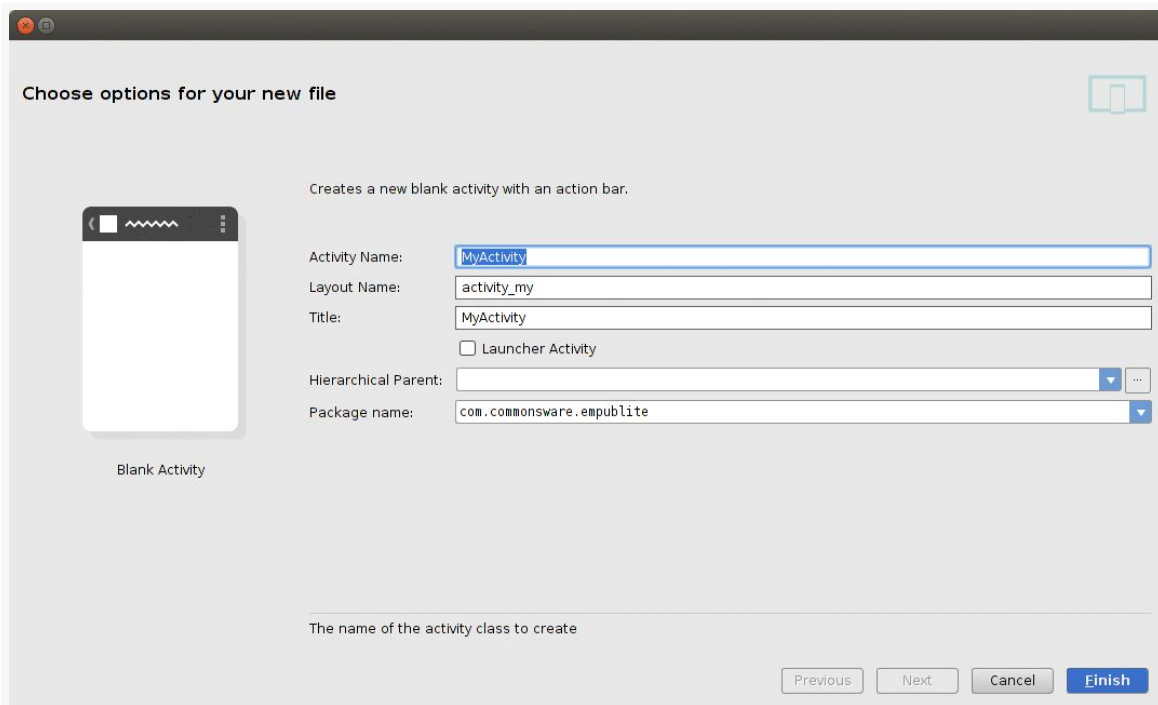 Choose options for your new file
Creates a new blank activity with an action bar.
Activity Name: MyActivity
Layout Name: activity_my
Title: MyActivity
Launcher Activity
Hierarchical Parent: ...
Package name: com.commonsware.empublite
Blank Activity
The name of the activity class to create
Previous Next Cancel Finish